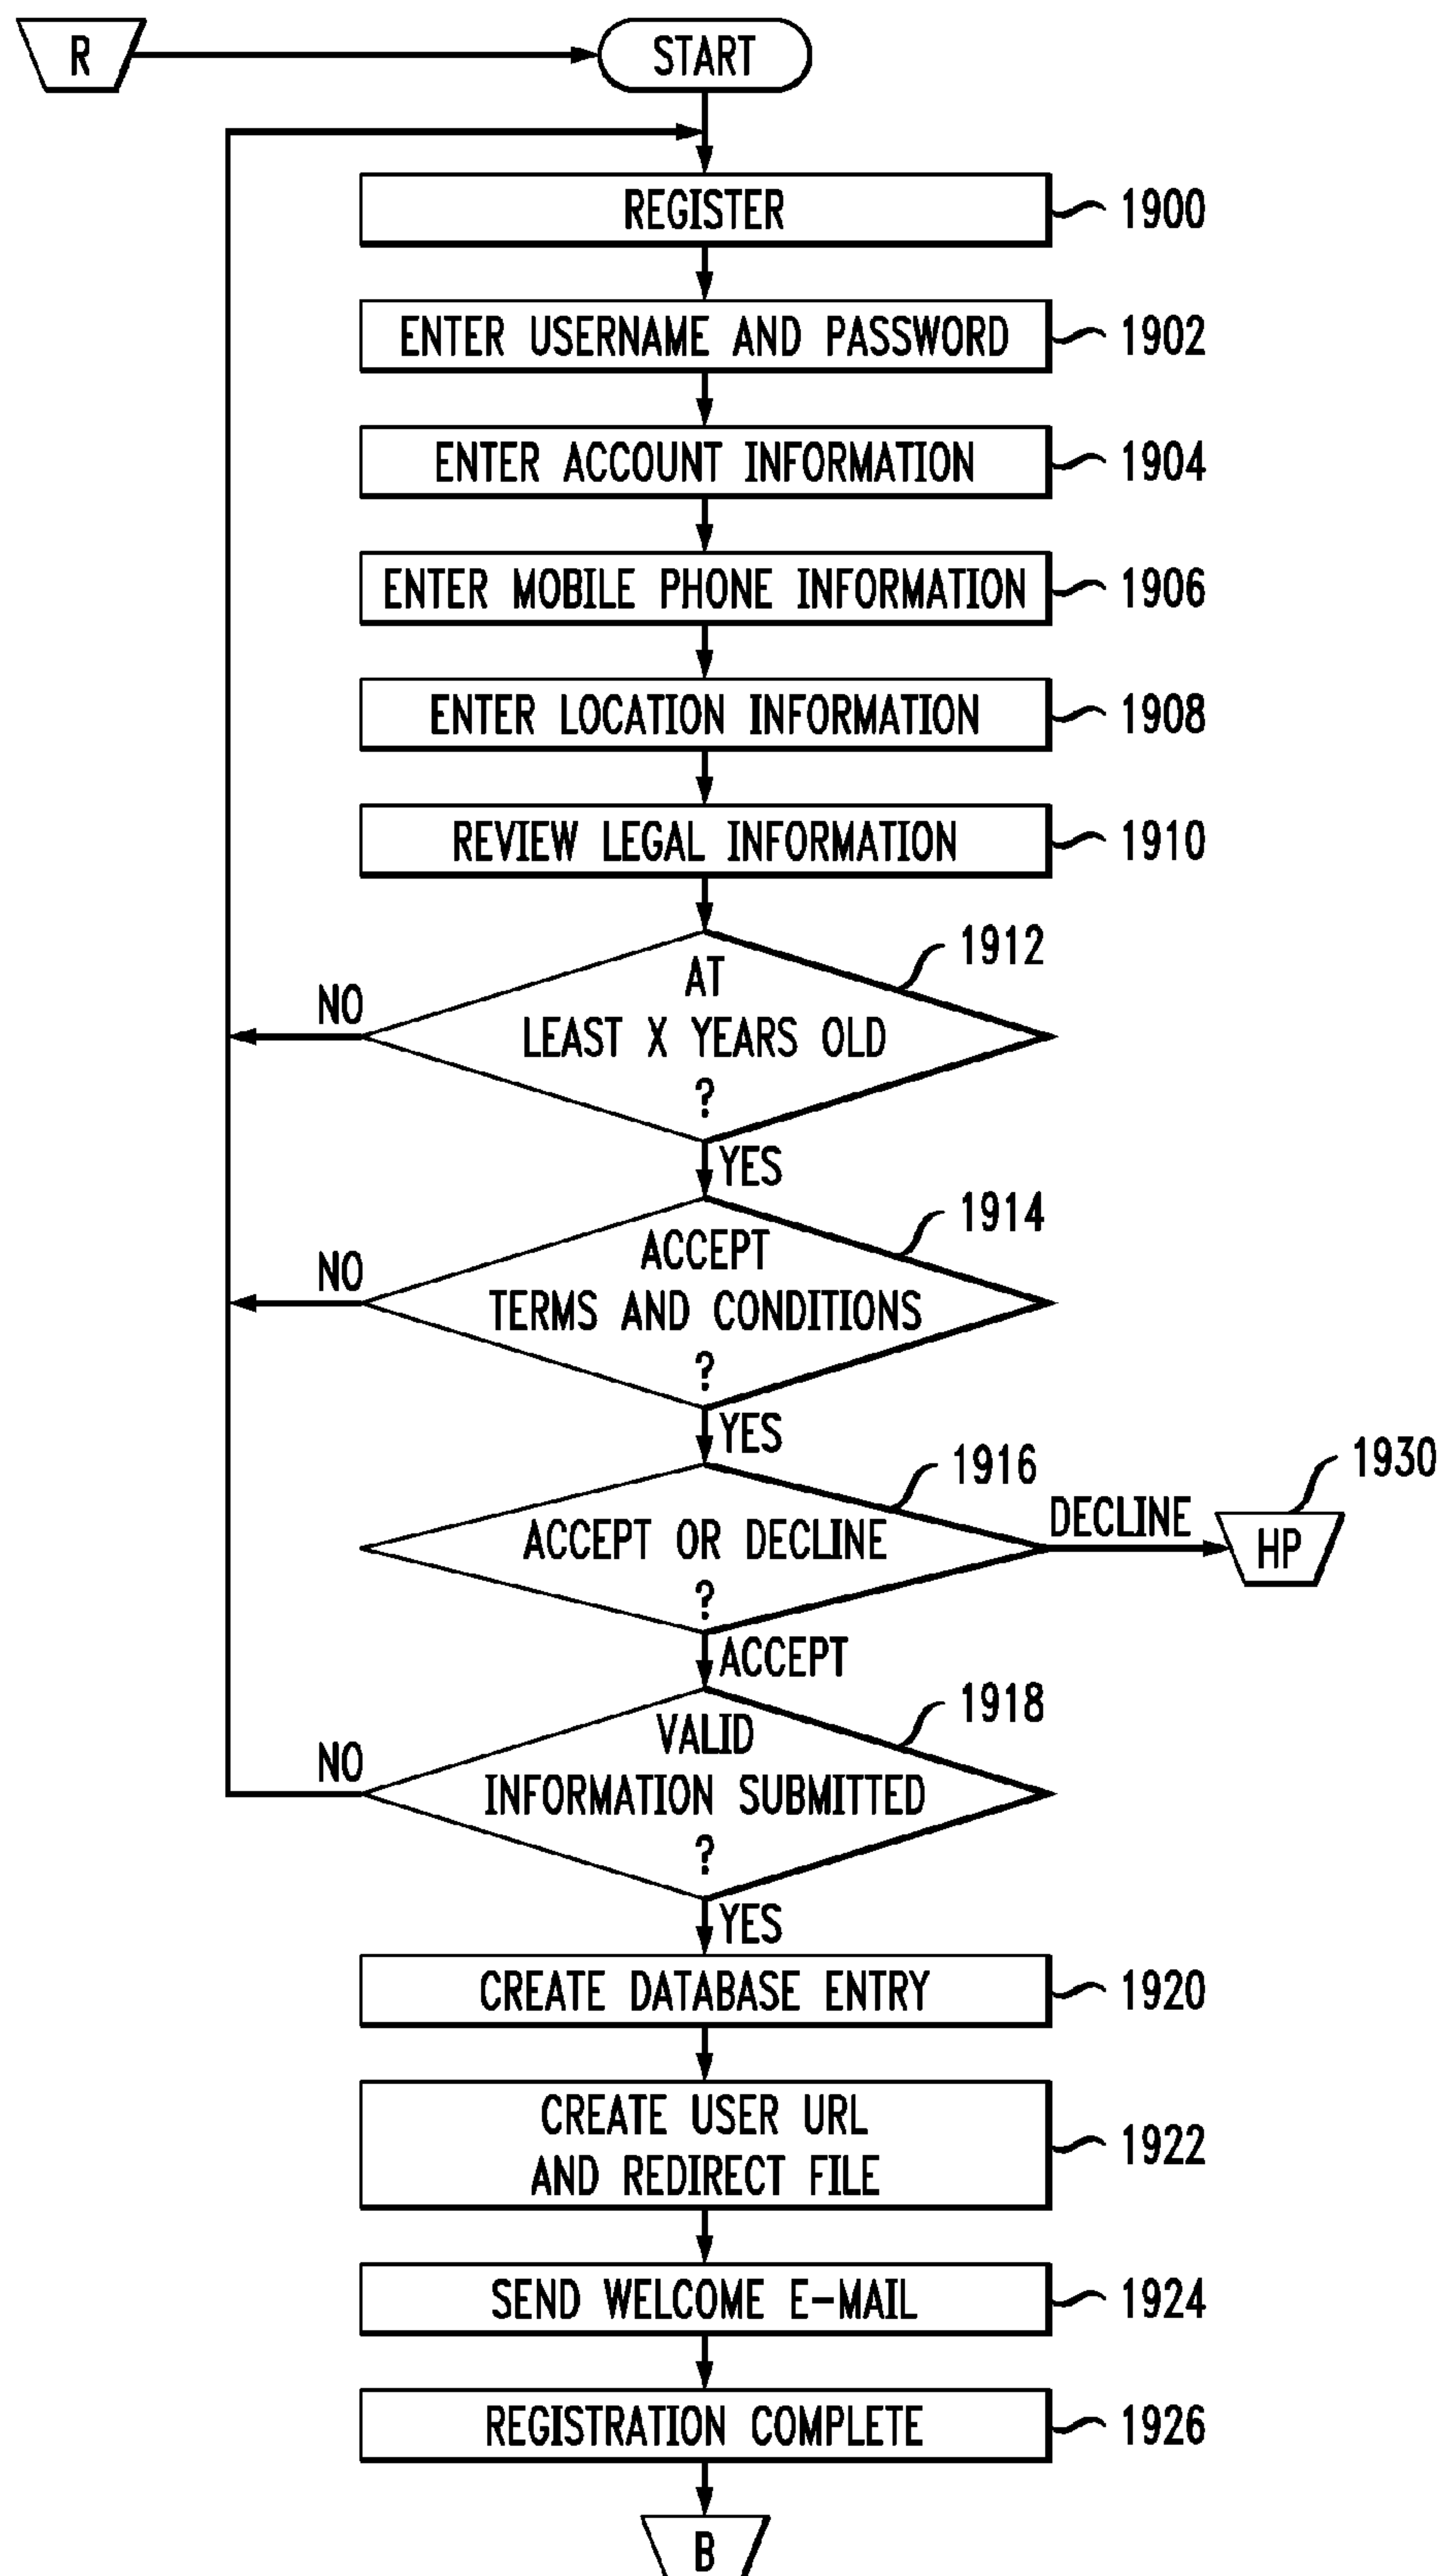 R
START
REGISTER
1900
ENTER USERNAME AND PASSWORD
1902
ENTER ACCOUNT INFORMATION
1904
ENTER MOBILE PHONE INFORMATION
1906
ENTER LOCATION INFORMATION
1908
REVIEW LEGAL INFORMATION
1910
1912
AT
LEAST X YEARS OLD
?
NO
YES
1914
ACCEPT
TERMS AND CONDITIONS
?
NO
YES
1916
ACCEPT OR DECLINE
?
DECLINE
1930
HP
ACCEPT
1918
VALID
INFORMATION SUBMITTED
?
NO
YES
CREATE DATABASE ENTRY
1920
CREATE USER URL
AND REDIRECT FILE
1922
SEND WELCOME E-MAIL
1924
REGISTRATION COMPLETE
1926
B